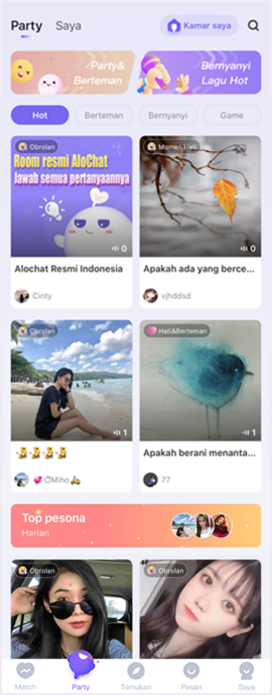 Party Saya
Kamar saya
Party&
Berteman
Bernyanyi
Lagu Hot
Hot
Berteman
Bernyanyi
Game
Obrolan
Room resmi AloChat
Jawab semua pertanyaannya
0
Alochat Resmi Indonesia
Cinty
Momen Hati
0
Apakah ada yang berce...
vjhddsd
Obrolan
1
Miho
Hati&Berteman
1
Apakah berani menanta...
77
Top pesona
Harian
Obrolan
Obrolan
Match
Party
Temukan
Pesan
Saya